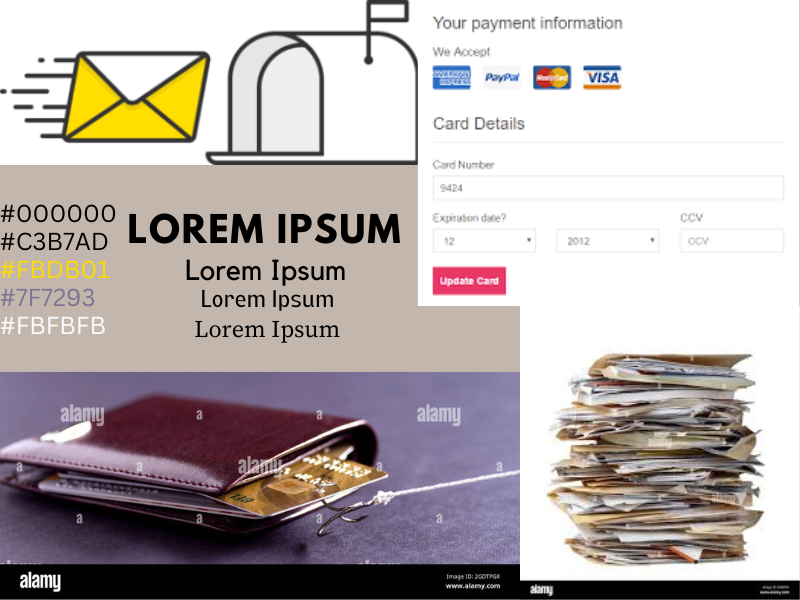 Your payment information
We Accept
AMERICAN EXPRESS
PayPal
MasterCard
VISA
Card Details
Card Number
9424
Expiration date?
CCV
12
2012
CCV
Update Card
#000000
#C3B7AD
#FBDB01
#7F7293
#FBFBFB
LOREM IPSUM
Lorem Ipsum
Lorem Ipsum
Lorem Ipsum
alamy
a
a
alamy
a
a
alamy
a
a
a
a
alamy
Image ID: 2GDTPGR
www.alamy.com
alamy
alamy